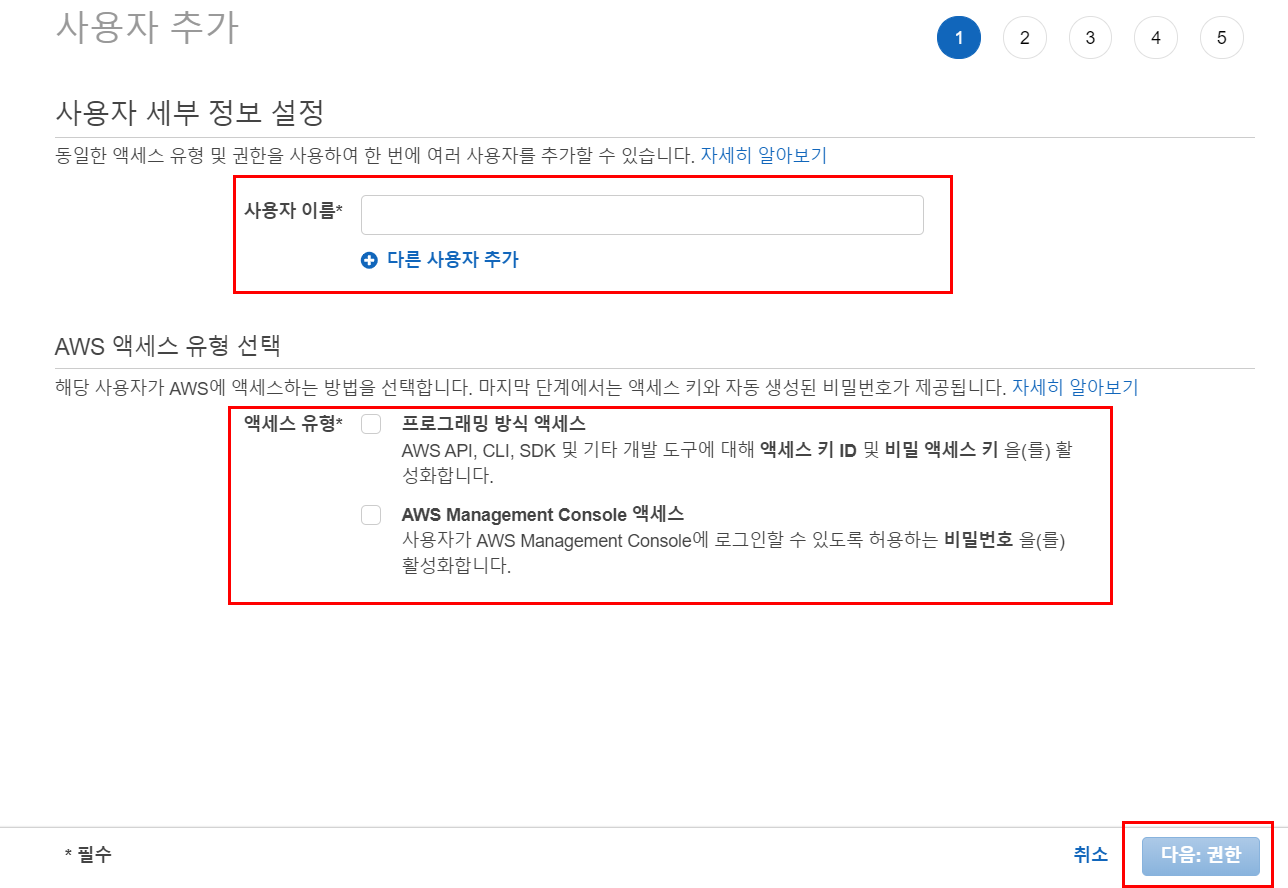 사용자 추가
1 2 3 4 5
사용자 세부 정보 설정
동일한 액세스 유형 및 권한을 사용하여 한 번에 여러 사용자를 추가할 수 있습니다. 자세히 알아보기
사용자 이름*
다른 사용자 추가
AWS 액세스 유형 선택
해당 사용자가 AWS에 액세스하는 방법을 선택합니다. 마지막 단계에서는 액세스 키와 자동 생성된 비밀번호가 제공됩니다. 자세히 알아보기
액세스 유형* 프로그래밍 방식 액세스
AWS API, CLI, SDK 및 기타 개발 도구에 대해 액세스 키 ID 및 비밀 액세스 키 을(를) 활
성화합니다.
AWS Management Console 액세스
사용자가 AWS Management Console에 로그인할 수 있도록 허용하는 비밀번호 을(를)
활성화합니다.
* 필수 취소 다음: 권한